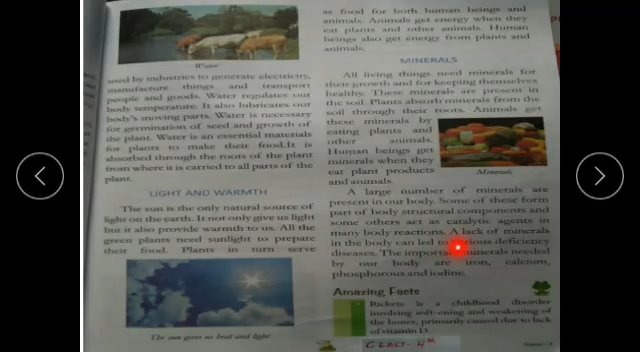 Water
used by industries to generate electricity,
manufacture things and transport
people and goods. Water regulates our
body temperature. It also lubricates our
body's moving parts. Water is necessary
for germination of seed and growth of
the plant. Water is an essential materials
for plants to make their food.It is
absorbed through the roots of the plant
from where it is carried to all parts of the
plant.
LIGHT AND WARMTH
The sun is the only natural source of
light on the earth. It not only give us light
but it also provide warmth to us. All the
green plants need sunlight to prepare
their food. Plants in turn serve
The sun gives us heat and light
as food for both human beings and
animals. Animals get energy when they
eat plants and other animals. Human
beings also get energy from plants and
animals.
MINERALS
All living things need minerals for
their growth and for keeping themselves
healthy. These minerals are present in
the soil. Plants absorb minerals from the
soil through their roots. Animals get
these minerals by
eating plants and
other animals.
Human beings get
minerals when they
eat plant products
and animals.
Minerals
A large number of minerals are
present in our body. Some of these form
part of body structural components and
some others act as catalytic agents in
many body reactions. A lack of minerals
in the body can led to deficiency
diseases. The minerals needed
by our body are iron, calcium,
phosphorous and iodine.
Amazing Facts
Rickets is a childhood disorder
involving soft-ening and weakening of
the bones, primarily caused due to lack
of vitamin D.
CLASS - 4th